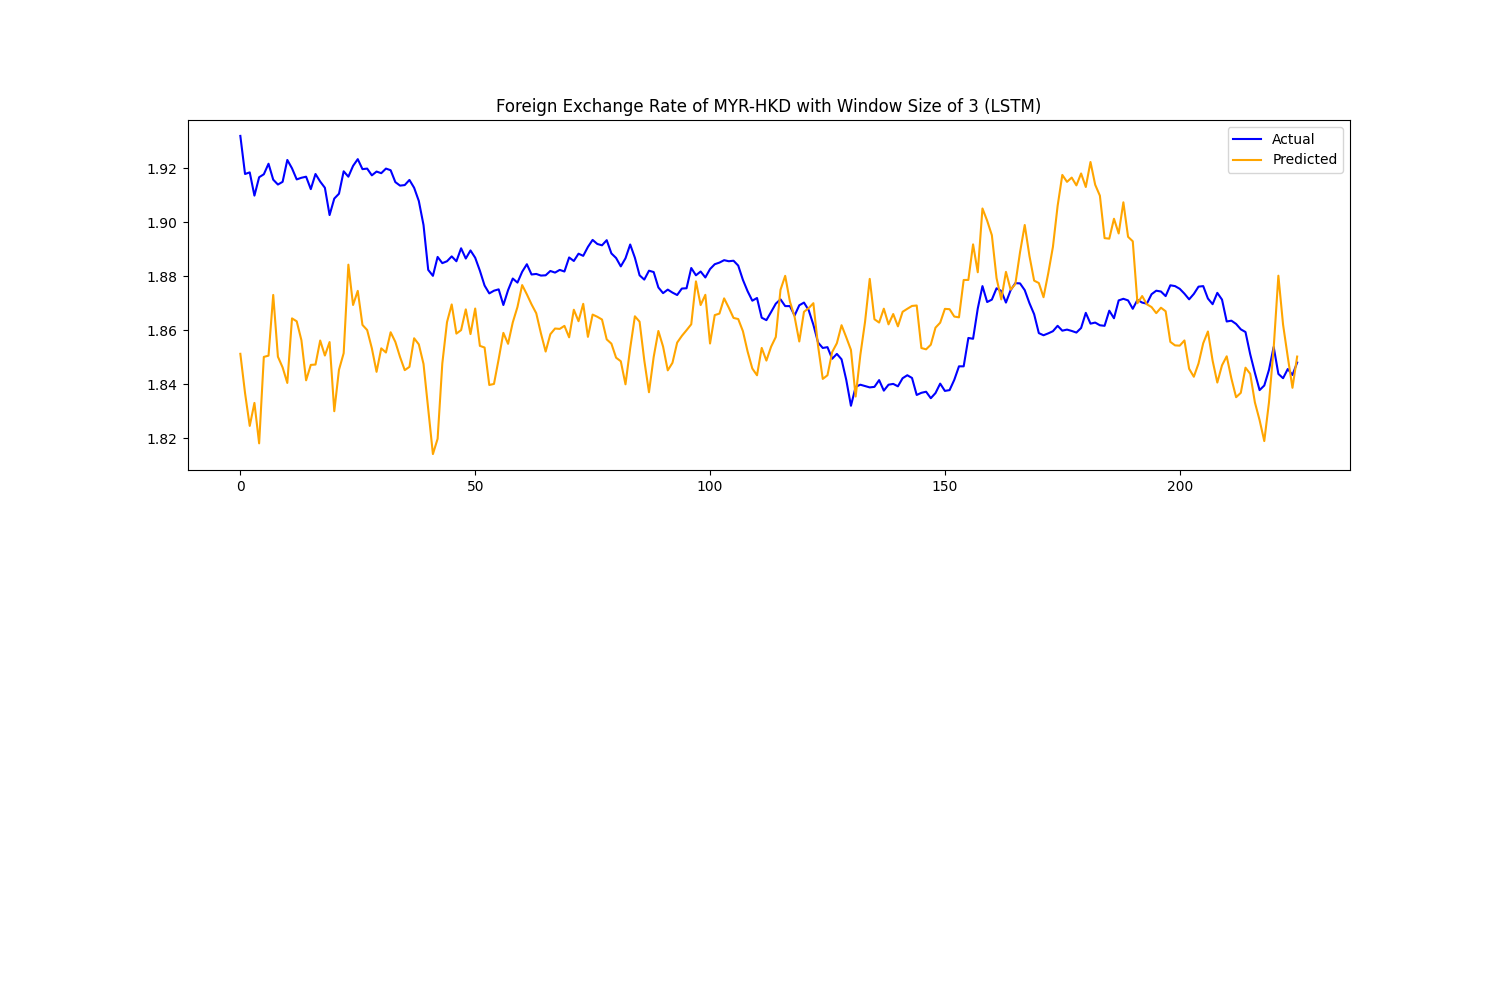 Foreign Exchange Rate of MYR-HKD with Window Size of 3 (LSTM)
Actual
Predicted
1.92
1.90
1.88
1.86
1.84
1.82
0 50 100 150 200